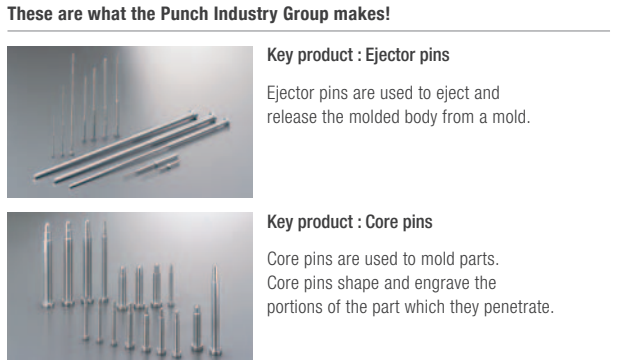 These are what the Punch Industry Group makes!
Key product : Ejector pins
Ejector pins are used to eject and
release the molded body from a mold.
Key product : Core pins
Core pins are used to mold parts.
Core pins shape and engrave the
portions of the part which they penetrate.